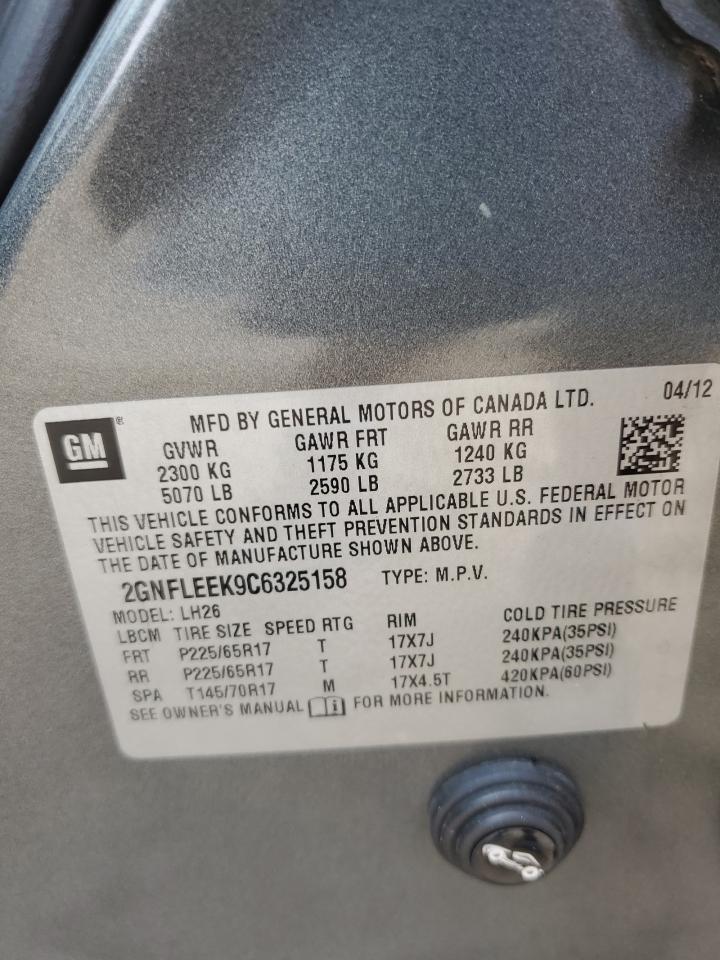 04/12
GM®
MFD BY GENERAL MOTORS OF CANADA LTD.
GVWR GAWR FRT GAWR RR
2300 KG 1175 KG 1240 KG
5070 LB 2590 LB 2733 LB
THIS VEHICLE CONFORMS TO ALL APPLICABLE U.S. FEDERAL MOTOR
VEHICLE SAFETY AND THEFT PREVENTION STANDARDS IN EFFECT ON
THE DATE OF MANUFACTURE SHOWN ABOVE.
2GNFLEEK9C6325158 TYPE: M.P.V.
MODEL: LH26
LBCM TIRE SIZE SPEED RTG RIM COLD TIRE PRESSURE
FRT P225/65R17 T 17X7J 240KPA(35PSI)
RR P225/65R17 T 17X7J 240KPA(35PSI)
SPA T145/70R17 M 17X4.5T 420KPA(60PSI)
SEE OWNER'S MANUAL i FOR MORE INFORMATION.